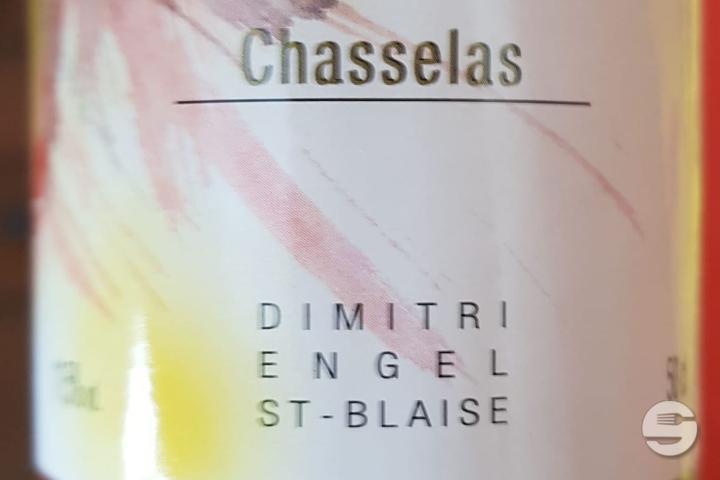 Chasselas
DIMITRI
ENGEL
ST-BLAISE